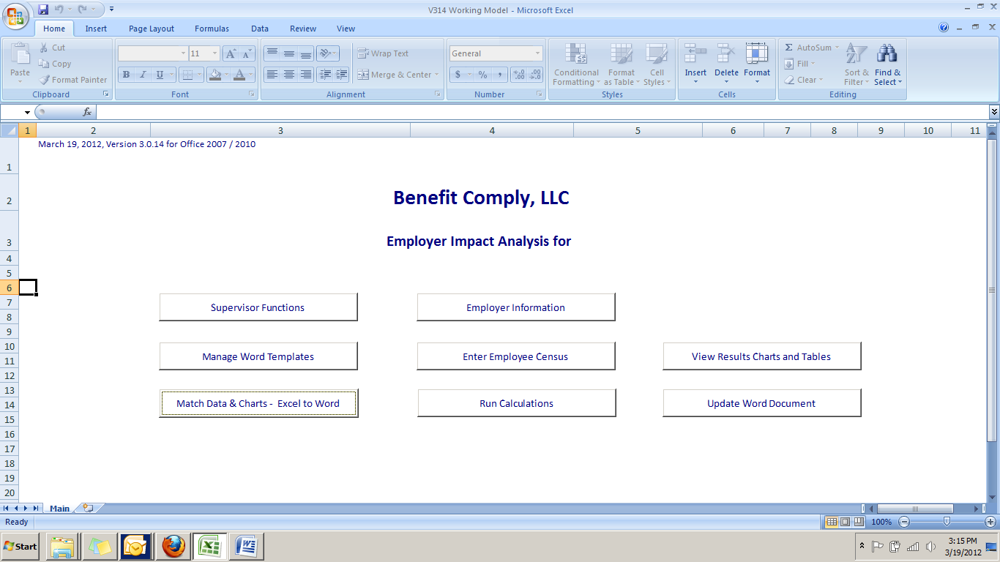 V314 Working Model - Microsoft Excel
Home Insert Page Layout Formulas Data Review View
Paste
Cut
Copy
Format Painter
Clipboard
11
A A
B I U A
Font
Wrap Text
Merge & Center
Alignment
General
$ % ,
.0 .00
.00 .0
Number
Conditional Formatting
Format as Table
Cell Styles
Styles
Insert Delete Format
Cells
Σ AutoSum
Fill
Clear
Sort & Filter
Find & Select
Editing
fx
1 2 3 4 5 6 7 8 9 10 11
March 19, 2012, Version 3.0.14 for Office 2007 / 2010
1
Benefit Comply, LLC
2
Employer Impact Analysis for
3
4
5
6
7
Supervisor Functions Employer Information
8
9
10
Manage Word Templates Enter Employee Census View Results Charts and Tables
11
12
13
Match Data & Charts - Excel to Word Run Calculations Update Word Document
14
15
16
17
18
19
20
Main
Ready 100%
Start
3:15 PM
3/19/2012